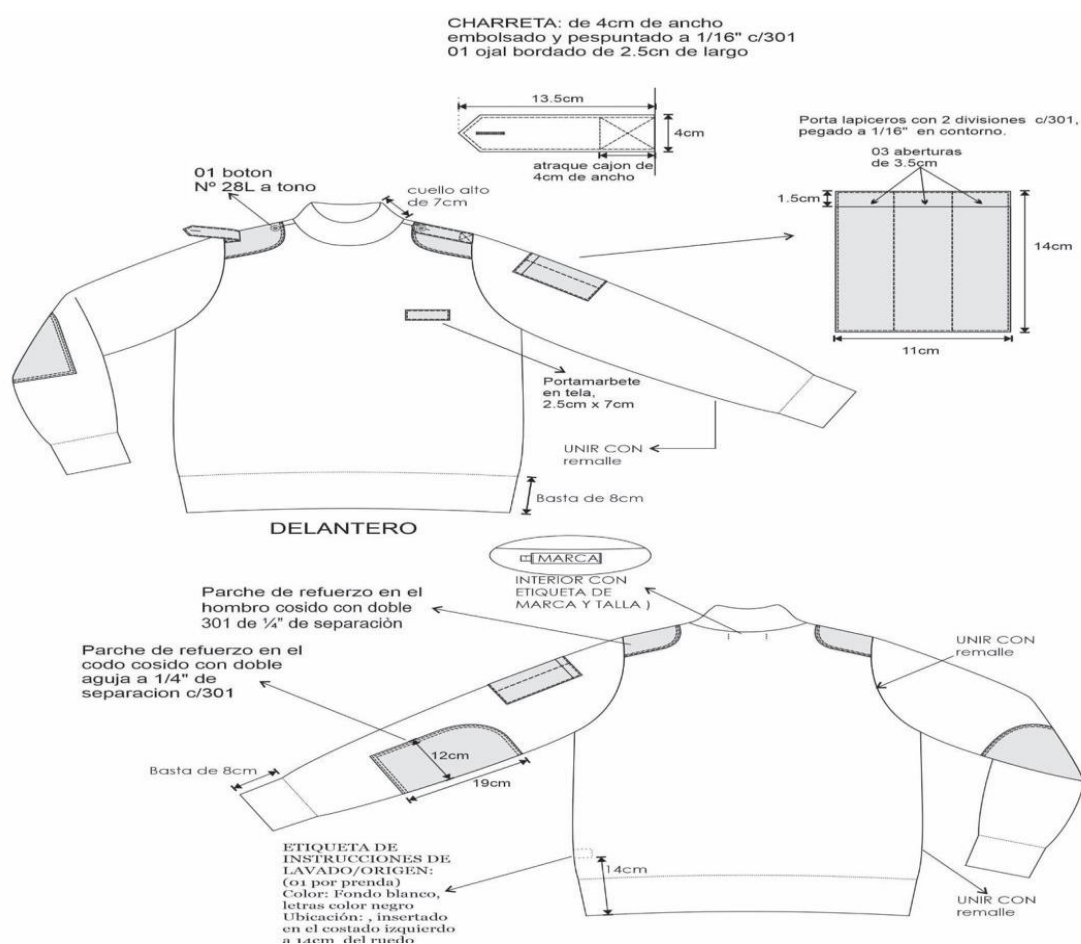 CHARRETA: de 4cm de ancho
embolsado y pespuntado a 1/16" c/301
01 ojal bordado de 2.5cn de largo
13.5cm
4cm
atraque cajon de
4cm de ancho
Porta lapiceros con 2 divisiones c/301,
pegado a 1/16" en contorno.
03 aberturas
de 3.5cm
1.5cm
14cm
11cm
01 boton
Nº 28L a tono
cuello alto
de 7cm
Portamarbete
en tela,
2.5cm x 7cm
UNIR CON
remalle
Basta de 8cm
DELANTERO
MARCA
INTERIOR CON
ETIQUETA DE
MARCA Y TALLA )
Parche de refuerzo en el
hombro cosido con doble
301 de ¼" de separaciòn
Parche de refuerzo en el
codo cosido con doble
aguja a 1/4" de
separacion c/301
UNIR CON
remalle
12cm
19cm
Basta de 8cm
ETIQUETA DE
INSTRUCCIONES DE
LAVADO/ORIGEN:
(01 por prenda)
Color: Fondo blanco,
letras color negro
Ubicación: , insertado
en el costado izquierdo
a 14cm del ruedo
14cm
UNIR CON
remalle